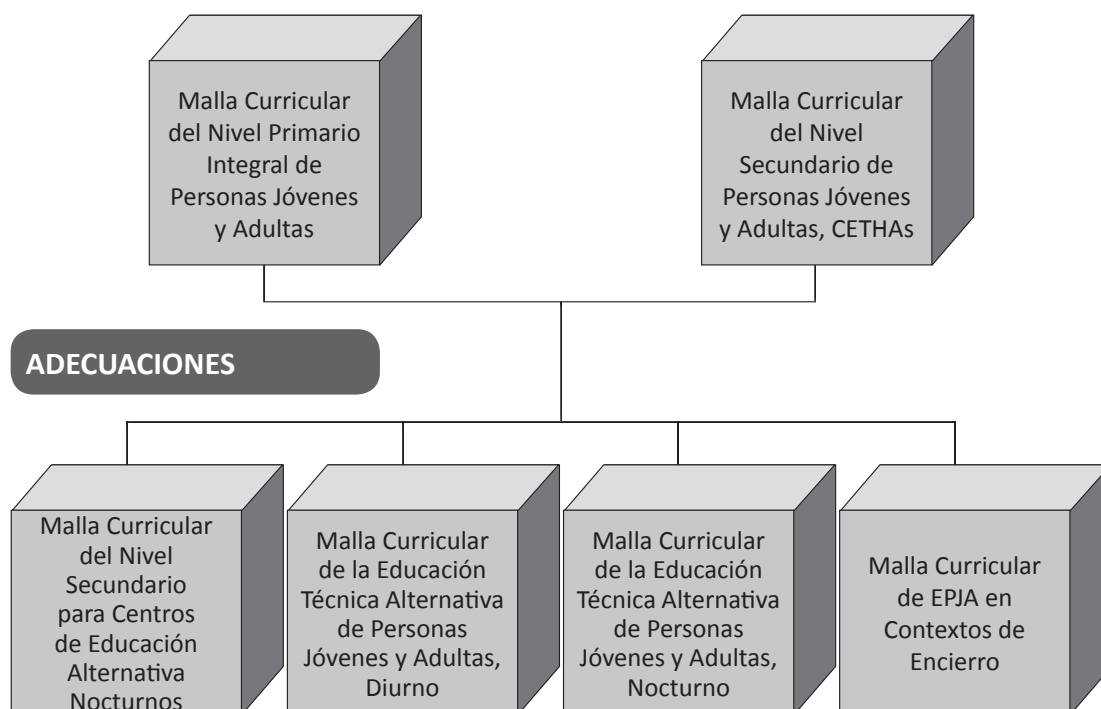 Malla Curricular
del Nivel Primario
Integral de
Personas Jóvenes
y Adultas
Malla Curricular
del Nivel
Secundario de
Personas Jóvenes
y Adultas, CETHAs
ADECUACIONES
Malla Curricular
del Nivel
Secundario
para Centros
de Educación
Alternativa
Nocturnos
Malla Curricular
de la Educación
Técnica Alternativa
de Personas
Jóvenes y Adultas,
Diurno
Malla Curricular
de la Educación
Técnica Alternativa
de Personas
Jóvenes y Adultas,
Nocturno
Malla Curricular
de EPJA en
Contextos de
Encierro